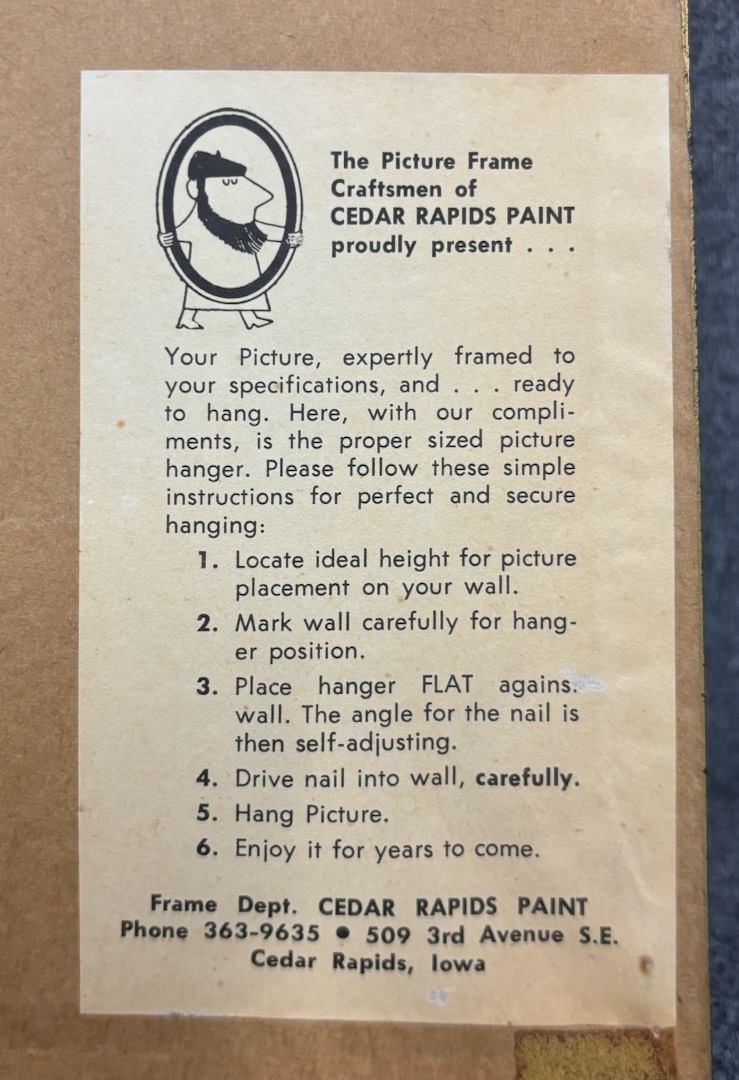 The Picture Frame
Craftsmen of
CEDAR RAPIDS PAINT
proudly present . . .
Your Picture, expertly framed to
your specifications, and . . . ready
to hang. Here, with our compli-
ments, is the proper sized picture
hanger. Please follow these simple
instructions for perfect and secure
hanging:
1. Locate ideal height for picture
placement on your wall.
2. Mark wall carefully for hang-
er position.
3. Place hanger FLAT agains
wall. The angle for the nail is
then self-adjusting.
4. Drive nail into wall, carefully.
5. Hang Picture.
6. Enjoy it for years to come.
Frame Dept. CEDAR RAPIDS PAINT
Phone 363-9635 • 509 3rd Avenue S.E.
Cedar Rapids, Iowa